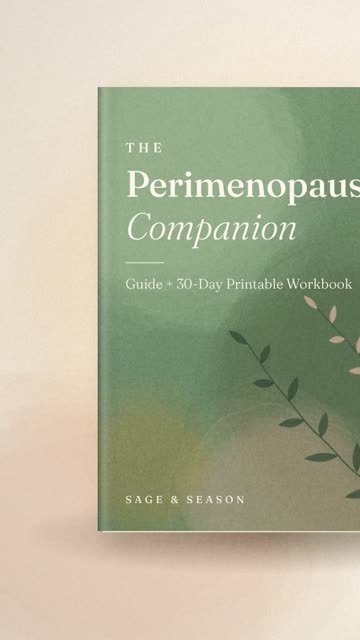 THE
Perimenopaus
Companion
Guide + 30-Day Printable Workbook
SAGE & SEASON